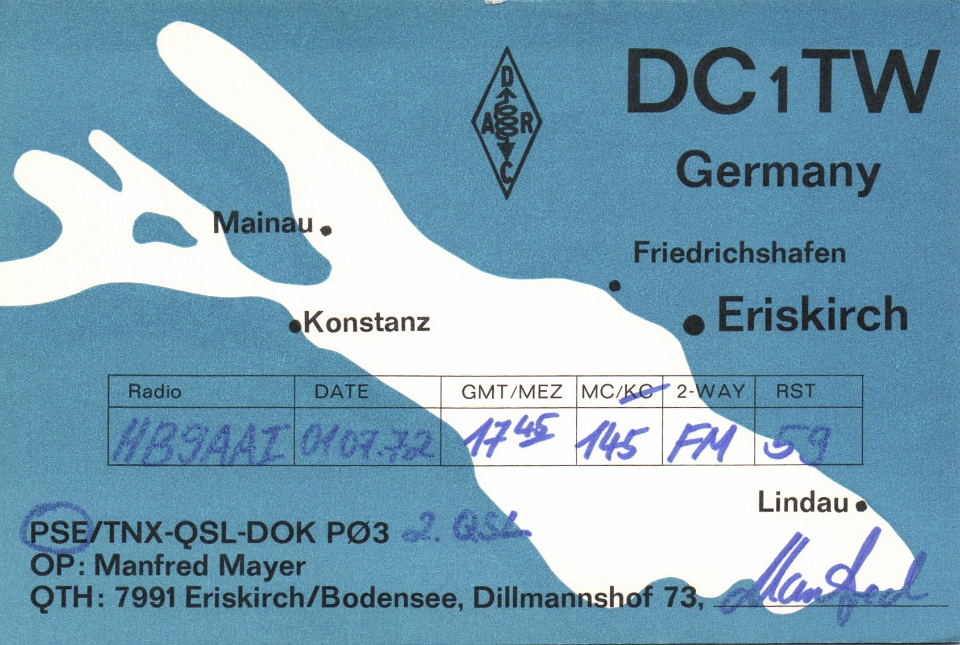 DC1TW
D
A R
C
Germany
Mainau
Friedrichshafen
Eriskirch
Konstanz
Radio DATE GMT/MEZ MC/KC 2-WAY RST
HB9AAI 01 07.72 17 45 145 FM 59
Lindau
PSE/TNX-QSL-DOK PØ3 2. QSL
OP: Manfred Mayer
QTH: 7991 Eriskirch/Bodensee, Dillmannshof 73, Manfred